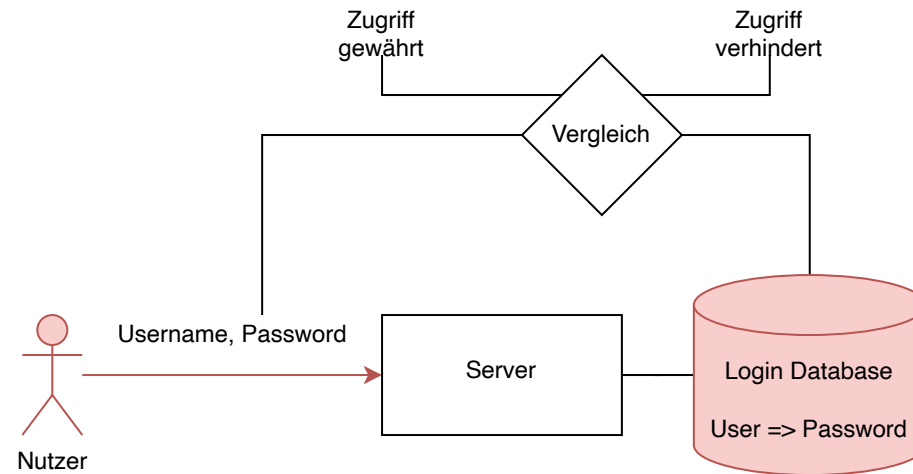 Zugriff
gewährt
Zugriff
verhindert
Vergleich
Username, Password
Server
Login Database
User => Password
Nutzer